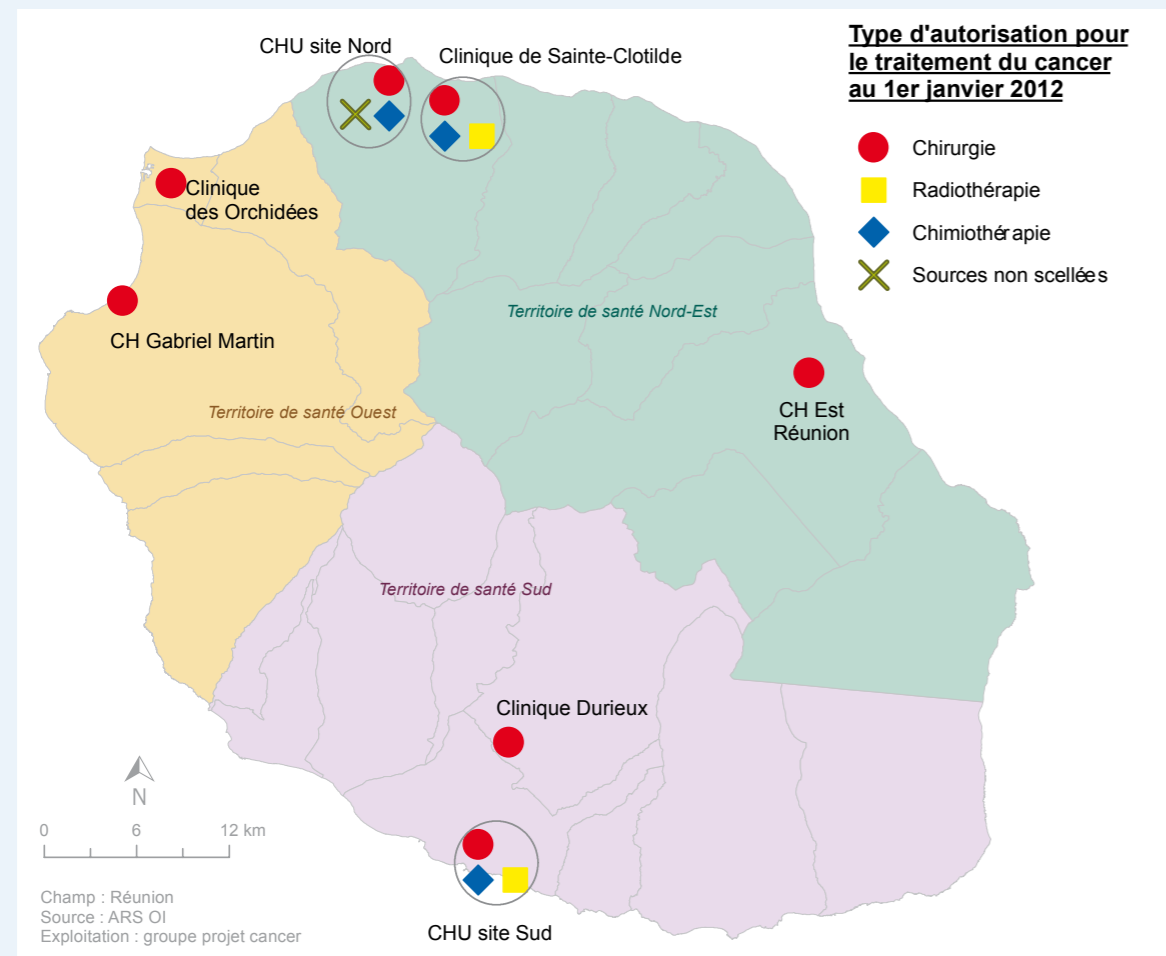 Type d'autorisation pour
le traitement du cancer
au 1er janvier 2012
Chirurgie
Radiothérapie
Chimiothérapie
Sources non scellées
CHU site Nord
Clinique de Sainte-Clotilde
Clinique
des Orchidées
CH Gabriel Martin
Territoire de santé Nord-Est
CH Est
Réunion
Territoire de santé Ouest
Territoire de santé Sud
Clinique Durieux
CHU site Sud
N
0 6 12 km
Champ : Réunion
Source : ARS OI
Exploitation : groupe projet cancer